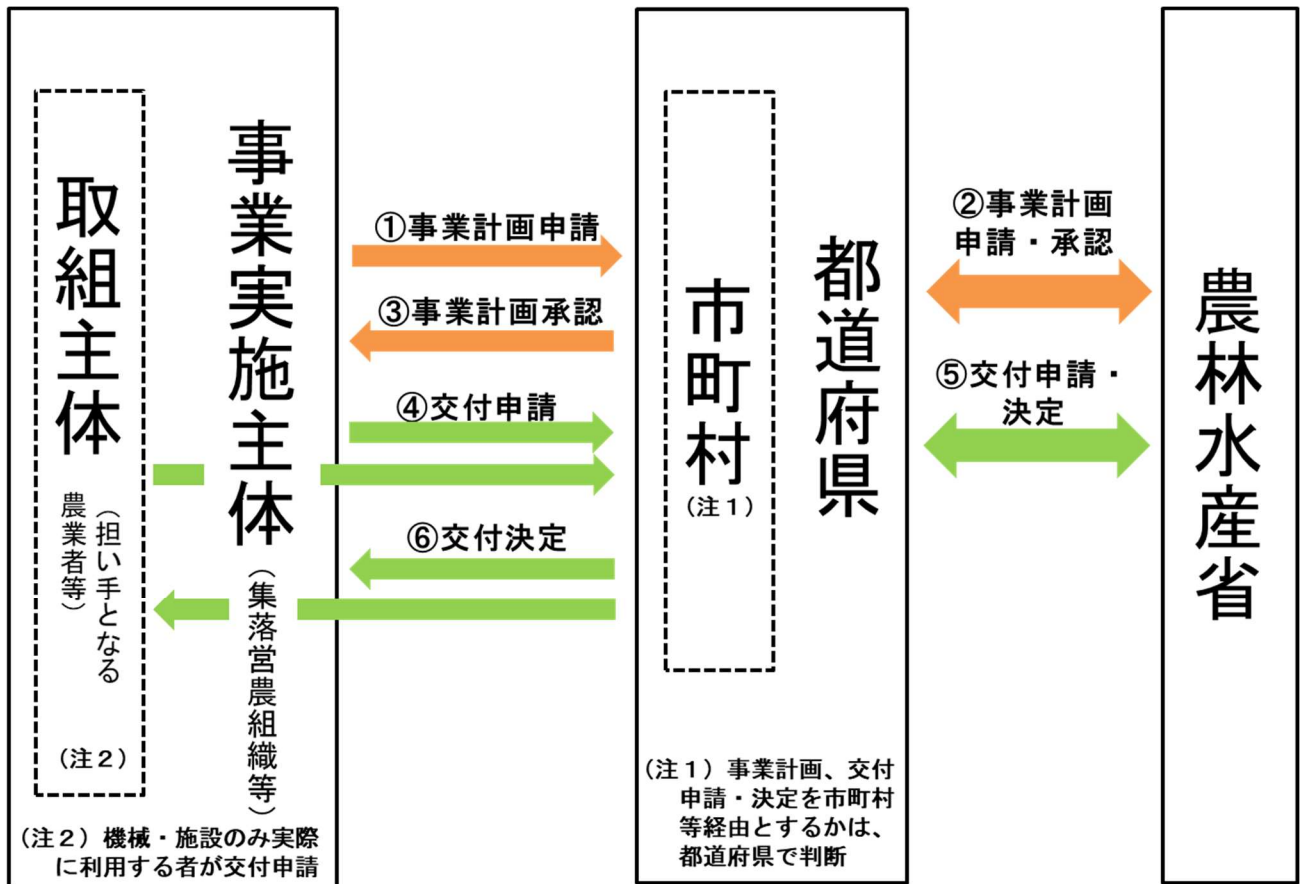 取組主体
(担い手となる
農業者等)
(注2)
事業実施主体
(集落営農組織等)
(注2)機械・施設のみ実際
に利用する者が交付申請
①事業計画申請
③事業計画承認
④交付申請
⑥交付決定
市町村
(注1)
都道府県
(注1)事業計画、交付
申請・決定を市町村
等経由とするかは、
都道府県で判断
②事業計画
申請・承認
⑤交付申請・
決定
農林水産省